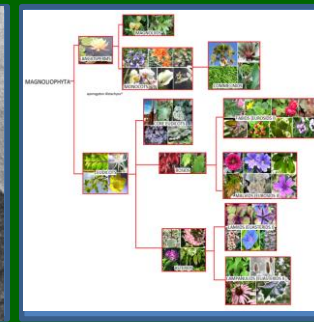 MAGNOLIOPHYTA
MAGNOLIIDS
MONOCOTS
COMMELINIDS
EUDICOTS
CORE EUDICOTS
ROSIDS
FABIDS (EUROSIDS I)
MALVIDS (EUROSIDS II)
ASTERIDS
LAMIIDS (EUASTERIDS I)
CAMPANULIDS (EUASTERIDS II)